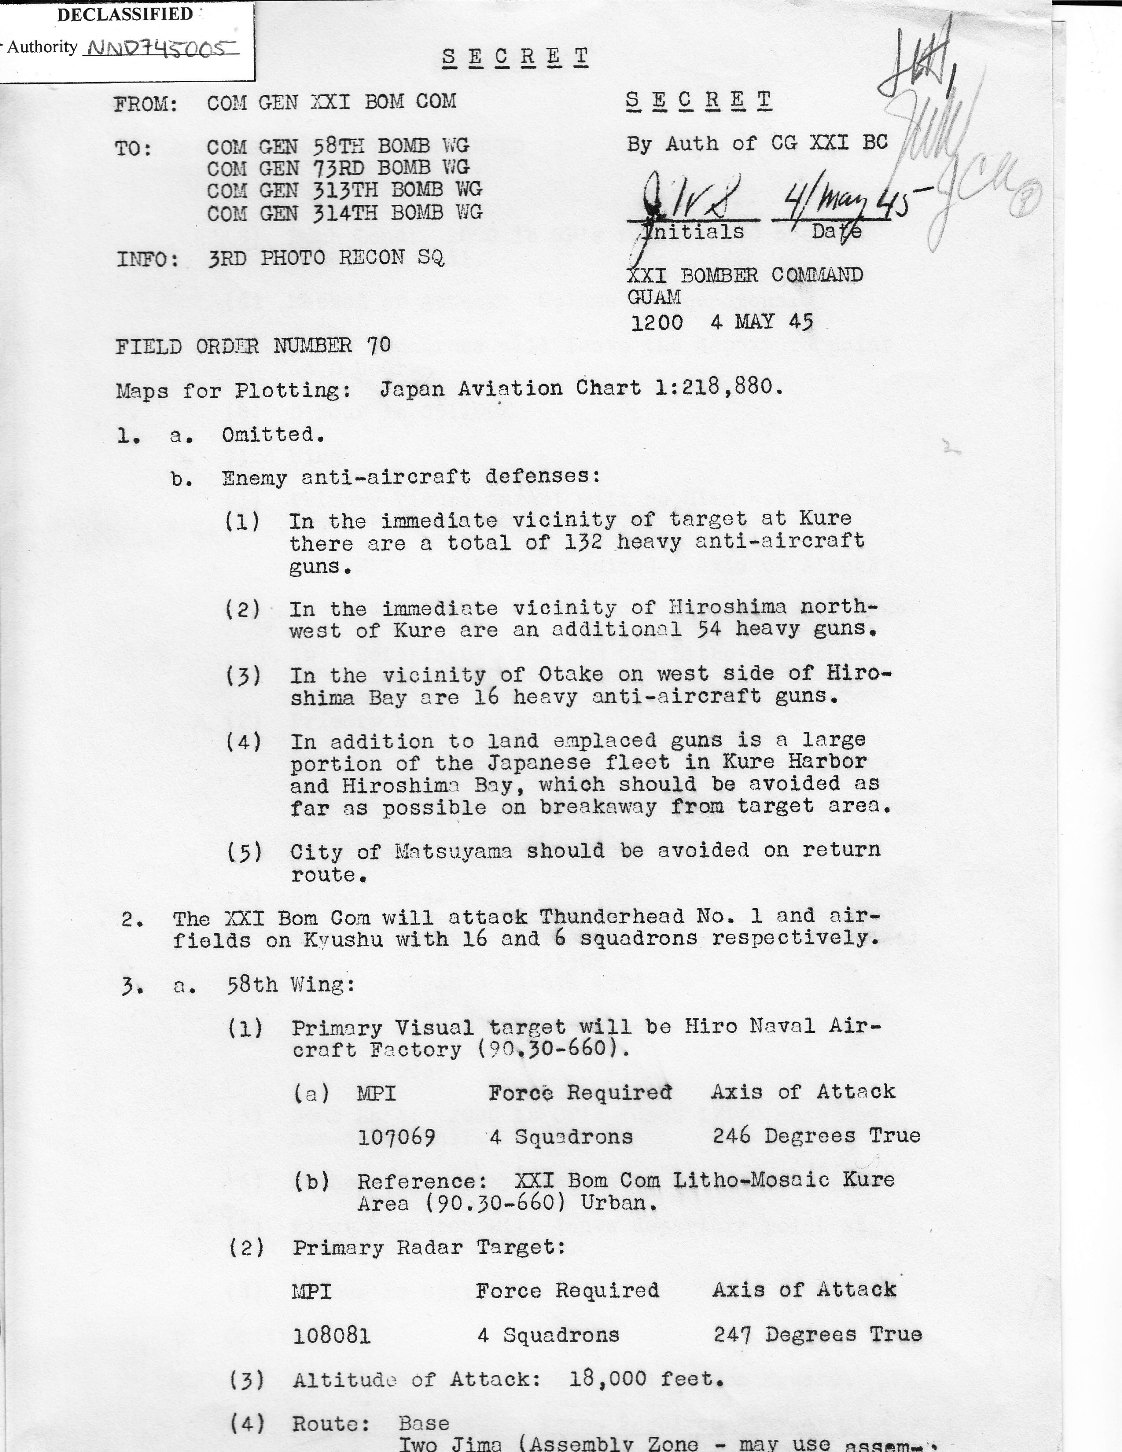 DECLASSIFIED
Authority NND745005
S E C R E T
FROM: COM GEN XXI BOM COM
S E C R E T
TO: COM GEN 58TH BOMB WG
COM GEN 73RD BOMB WG
COM GEN 313TH BOMB WG
COM GEN 314TH BOMB WG
By Auth of CG XXI BC
4/May 45
Initials Date
INFO: 3RD PHOTO RECON SQ
XXI BOMBER COMMAND
GUAM
1200 4 MAY 45
FIELD ORDER NUMBER 70
Maps for Plotting: Japan Aviation Chart 1:218,880.
1. a. Omitted.
b. Enemy anti-aircraft defenses:
(1) In the immediate vicinity of target at Kure
there are a total of 132 heavy anti-aircraft
guns.
(2) In the immediate vicinity of Hiroshima north-
west of Kure are an additional 54 heavy guns.
(3) In the vicinity of Otake on west side of Hiro-
shima Bay are 16 heavy anti-aircraft guns.
(4) In addition to land emplaced guns is a large
portion of the Japanese fleet in Kure Harbor
and Hiroshima Bay, which should be avoided as
far as possible on breakaway from target area.
(5) City of Matsuyama should be avoided on return
route.
2. The XXI Bom Com will attack Thunderhead No. 1 and air-
fields on Kyushu with 16 and 6 squadrons respectively.
3. a. 58th Wing:
(1) Primary Visual target will be Hiro Naval Air-
craft Factory (90.30-660).
(a) MPI Force Required Axis of Attack
107069 4 Squadrons 246 Degrees True
(b) Reference: XXI Bom Com Litho-Mosaic Kure
Area (90.30-660) Urban.
(2) Primary Radar Target:
MPI Force Required Axis of Attack
108081 4 Squadrons 247 Degrees True
(3) Altitude of Attack: 18,000 feet.
(4) Route: Base
Iwo Jima (Assembly Zone - may use assem-